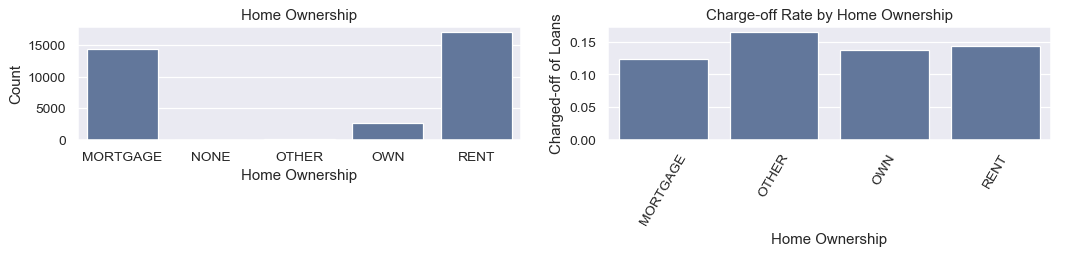 Home Ownership
Count
15000
10000
5000
0
MORTGAGE NONE OTHER OWN RENT
Home Ownership
Charge-off Rate by Home Ownership
Charged-off of Loans
0.15
0.10
0.05
0.00
MORTGAGE OTHER OWN RENT
Home Ownership